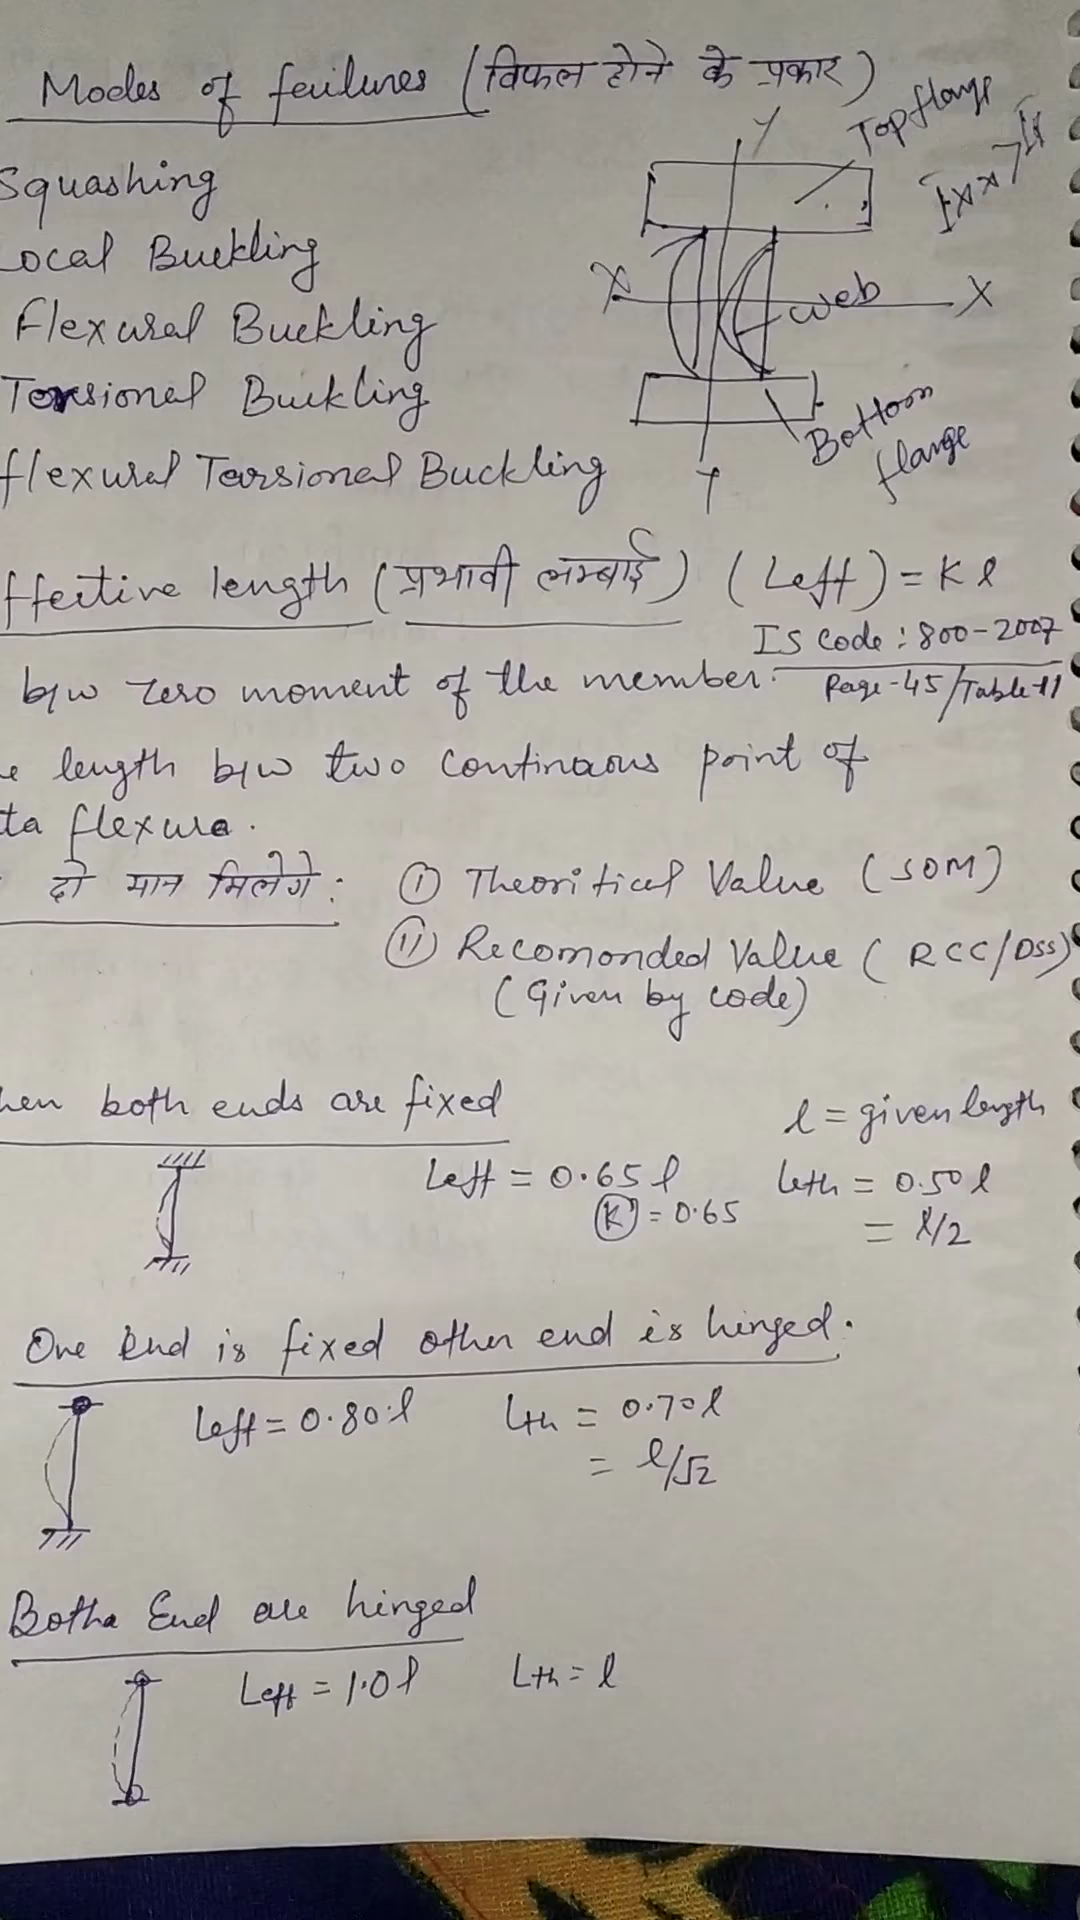 Modes of failures (विफल होने के प्रकार)
Squashing
Local Buckling
Flexural Buckling
Torsional Buckling
flexural Torsional Buckling
Y
Top flange
X
web
X
Bottom
flange
Y
ffective length (प्रभावी लम्बाई) (Leff) = K l
IS Code : 800-2007
Page-45/Table-11
b/w zero moment of the member.
e length b/w two continuous point of
ta flexure.
दो मान मिलेगे :
(i) Theoritical Value (SOM)
(ii) Recomonded Value (RCC/DSS)
(Given by code)
hen both ends are fixed
l = given length
Leff = 0.65 l
Lth = 0.50 l
(K) = 0.65
= l/2
One End is fixed other end is hinged.
Leff = 0.80 l
Lth = 0.70 l
= l/√2
Botha End are hinged
Leff = 1.0 l
Lth = l